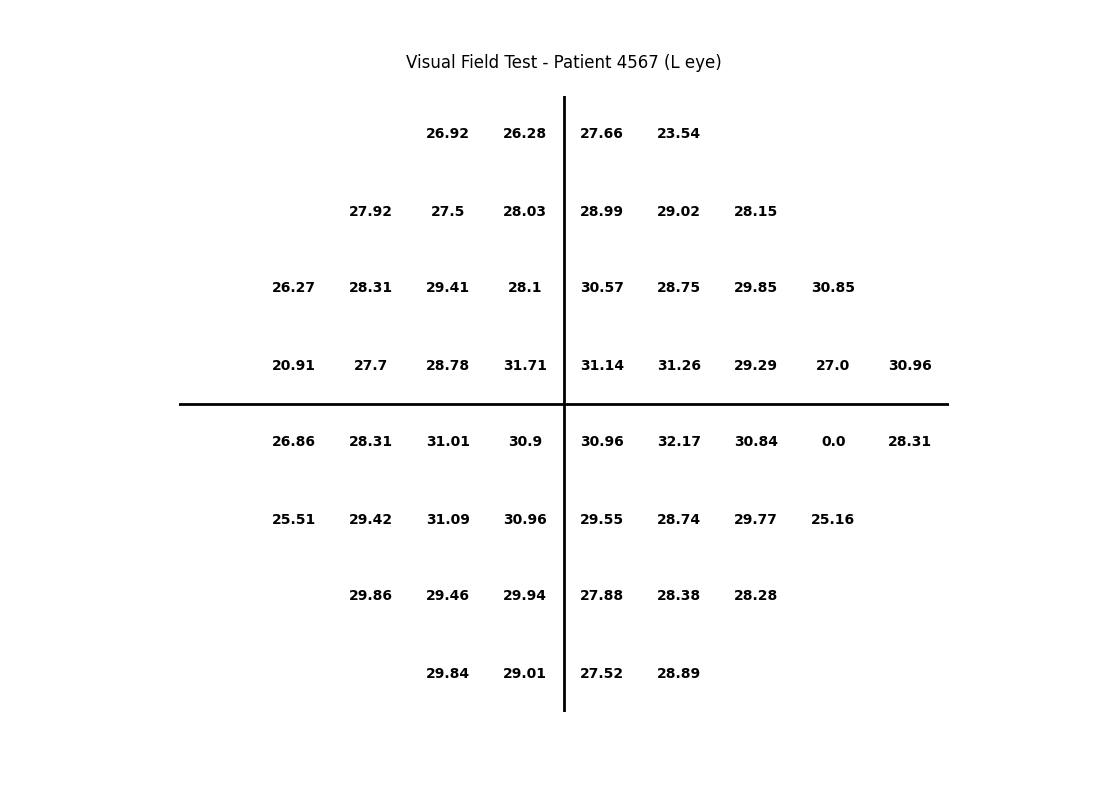 Visual Field Test - Patient 4567 (L eye)
26.92 26.28 27.66 23.54
27.92 27.5 28.03 28.99 29.02 28.15
26.27 28.31 29.41 28.1 30.57 28.75 29.85 30.85
20.91 27.7 28.78 31.71 31.14 31.26 29.29 27.0 30.96
26.86 28.31 31.01 30.9 30.96 32.17 30.84 0.0 28.31
25.51 29.42 31.09 30.96 29.55 28.74 29.77 25.16
29.86 29.46 29.94 27.88 28.38 28.28
29.84 29.01 27.52 28.89